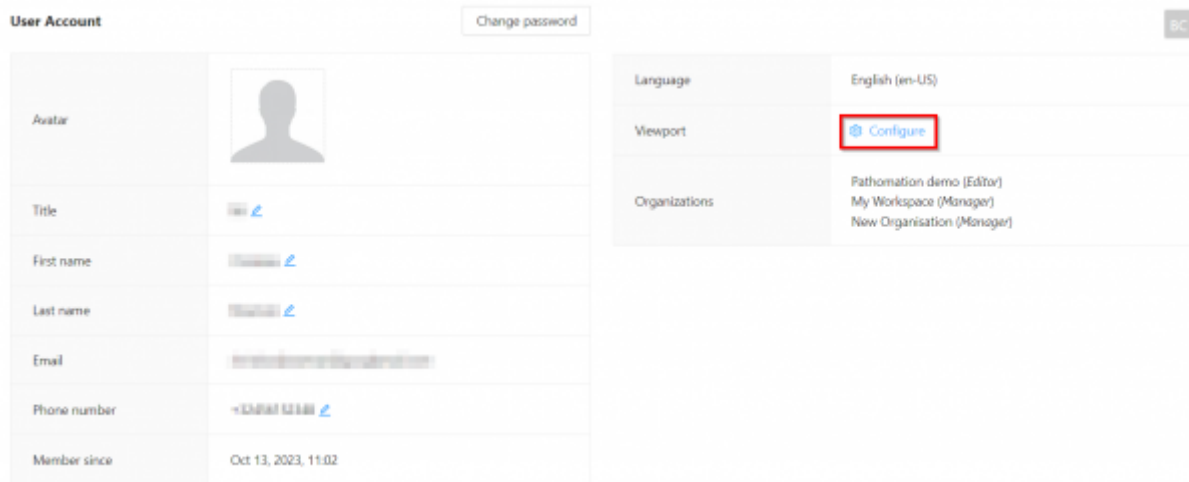 User Account
Change password
BC
Avatar
Title
First name
Last name
Email
Phone number
Member since
Oct 13, 2023, 11:02
Language
English (en-US)
Viewport
Configure
Organizations
Pathomation demo (Editor)
My Workspace (Manager)
New Organisation (Manager)